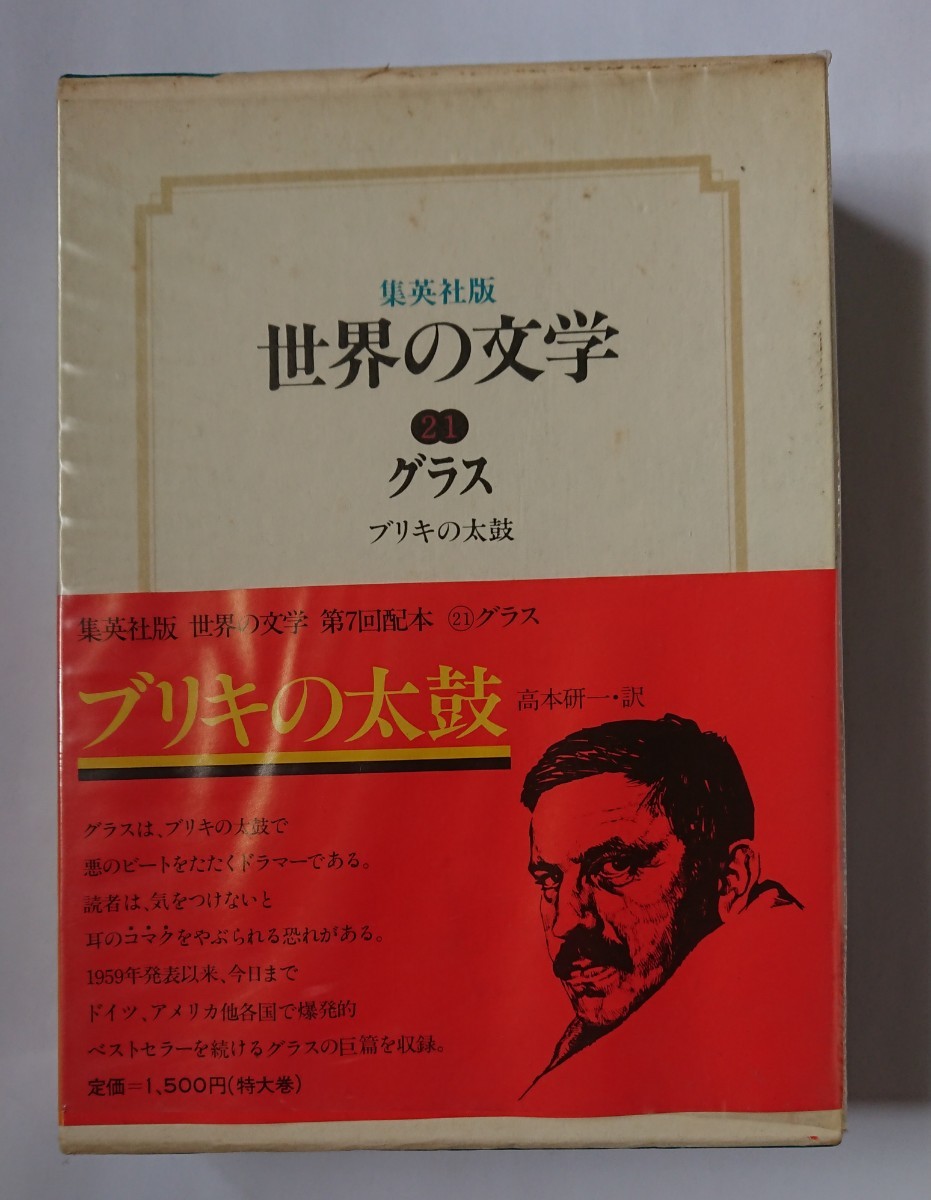 集英社版
世界の文学
21
グラス
ブリキの太鼓
集英社版 世界の文学 第7回配本 ㉑グラス
ブリキの太鼓 高本研一・訳
グラスは、ブリキの太鼓で
悪のビートをたたくドラマーである。
読者は、気をつけないと
耳のコマクをやぶられる恐れがある。
1959年発表以来、今日まで
ドイツ、アメリカ他各国で爆発的
ベストセラーを続けるグラスの巨篇を収録。
定価=1,500円(特大巻)